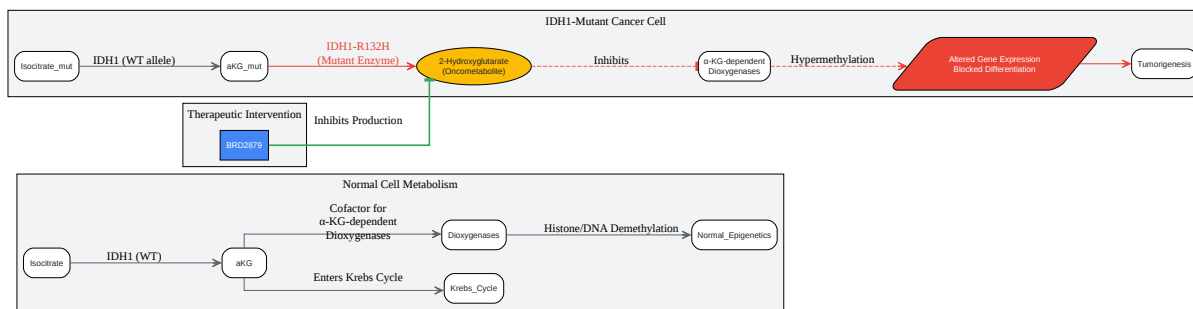 IDH1-Mutant Cancer Cell
Isocitrate_mut
IDH1 (WT allele)
aKG_mut
IDH1-R132H
(Mutant Enzyme)
2-Hydroxyglutarate
(Oncometabolite)
Inhibits
α-KG-dependent
Dioxygenases
Hypermethylation
Altered Gene Expression
Blocked Differentiation
Tumorigenesis
Therapeutic Intervention
BRD2879
Inhibits Production
Normal Cell Metabolism
Isocitrate
IDH1 (WT)
aKG
Cofactor for
α-KG-dependent
Dioxygenases
Dioxygenases
Histone/DNA Demethylation
Normal_Epigenetics
Enters Krebs Cycle
Krebs_Cycle